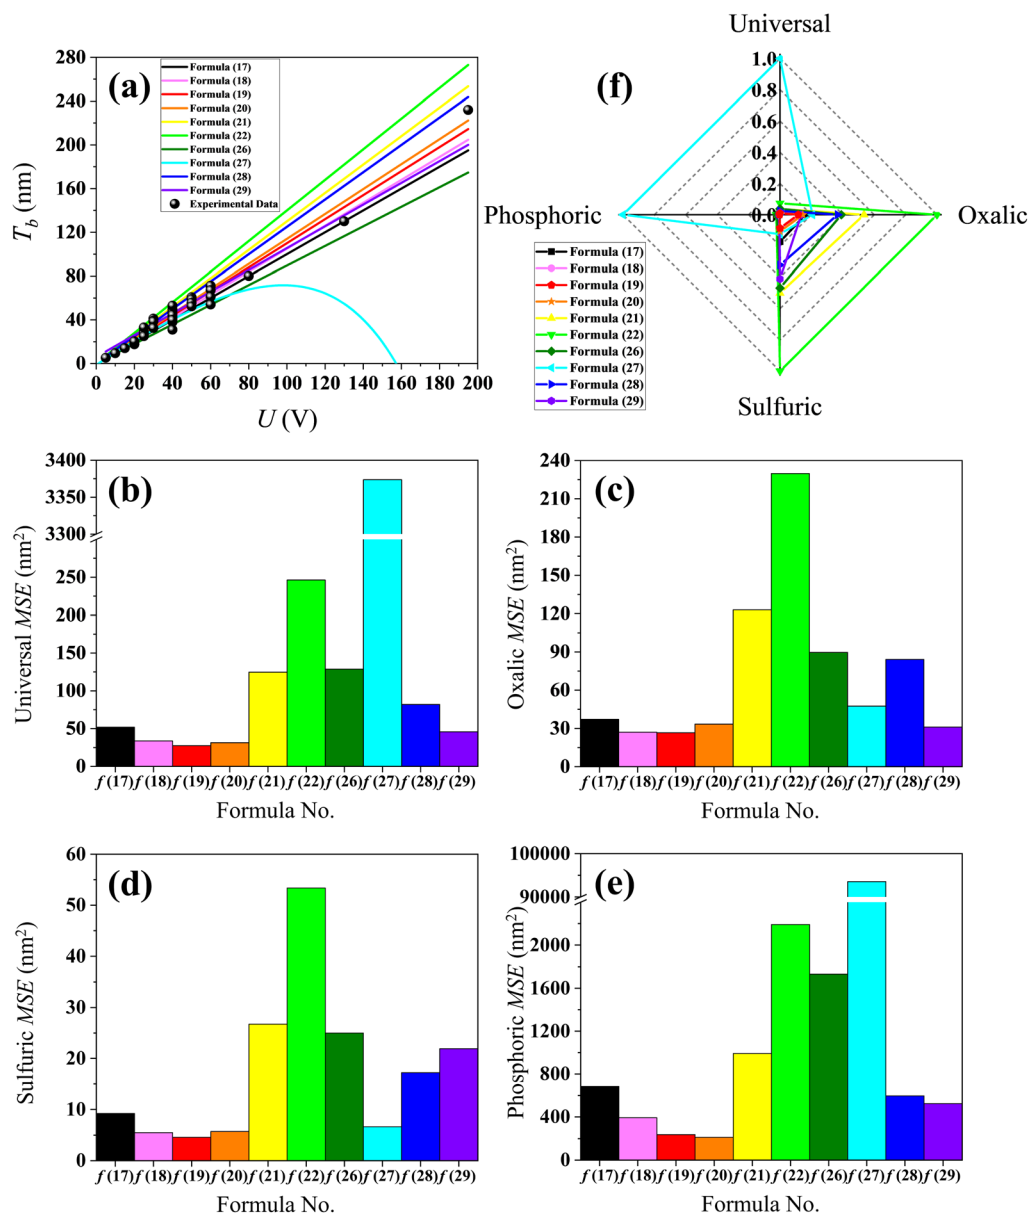 (a)
280
240
200
160
120
80
40
0
0 20 40 60 80 100 120 140 160 180 200
T_b (nm)
U (V)
Formula (17)
Formula (18)
Formula (19)
Formula (20)
Formula (21)
Formula (22)
Formula (26)
Formula (27)
Formula (28)
Formula (29)
Experimental Data
(f)
Universal
Oxalic
Sulfuric
Phosphoric
1.0
0.8
0.6
0.4
0.2
0.0
Formula (17)
Formula (18)
Formula (19)
Formula (20)
Formula (21)
Formula (22)
Formula (26)
Formula (27)
Formula (28)
Formula (29)
(b)
3400
3350
3300
250
200
150
100
50
0
Universal MSE (nm²)
f (17) f (18) f (19) f (20) f (21) f (22) f (26) f (27) f (28) f (29)
Formula No.
(c)
240
210
180
150
120
90
60
30
0
Oxalic MSE (nm²)
f (17) f (18) f (19) f (20) f (21) f (22) f (26) f (27) f (28) f (29)
Formula No.
(d)
60
50
40
30
20
10
0
Sulfuric MSE (nm²)
f (17) f (18) f (19) f (20) f (21) f (22) f (26) f (27) f (28) f (29)
Formula No.
(e)
100000
90000
2000
1600
1200
800
400
0
Phosphoric MSE (nm²)
f (17) f (18) f (19) f (20) f (21) f (22) f (26) f (27) f (28) f (29)
Formula No.